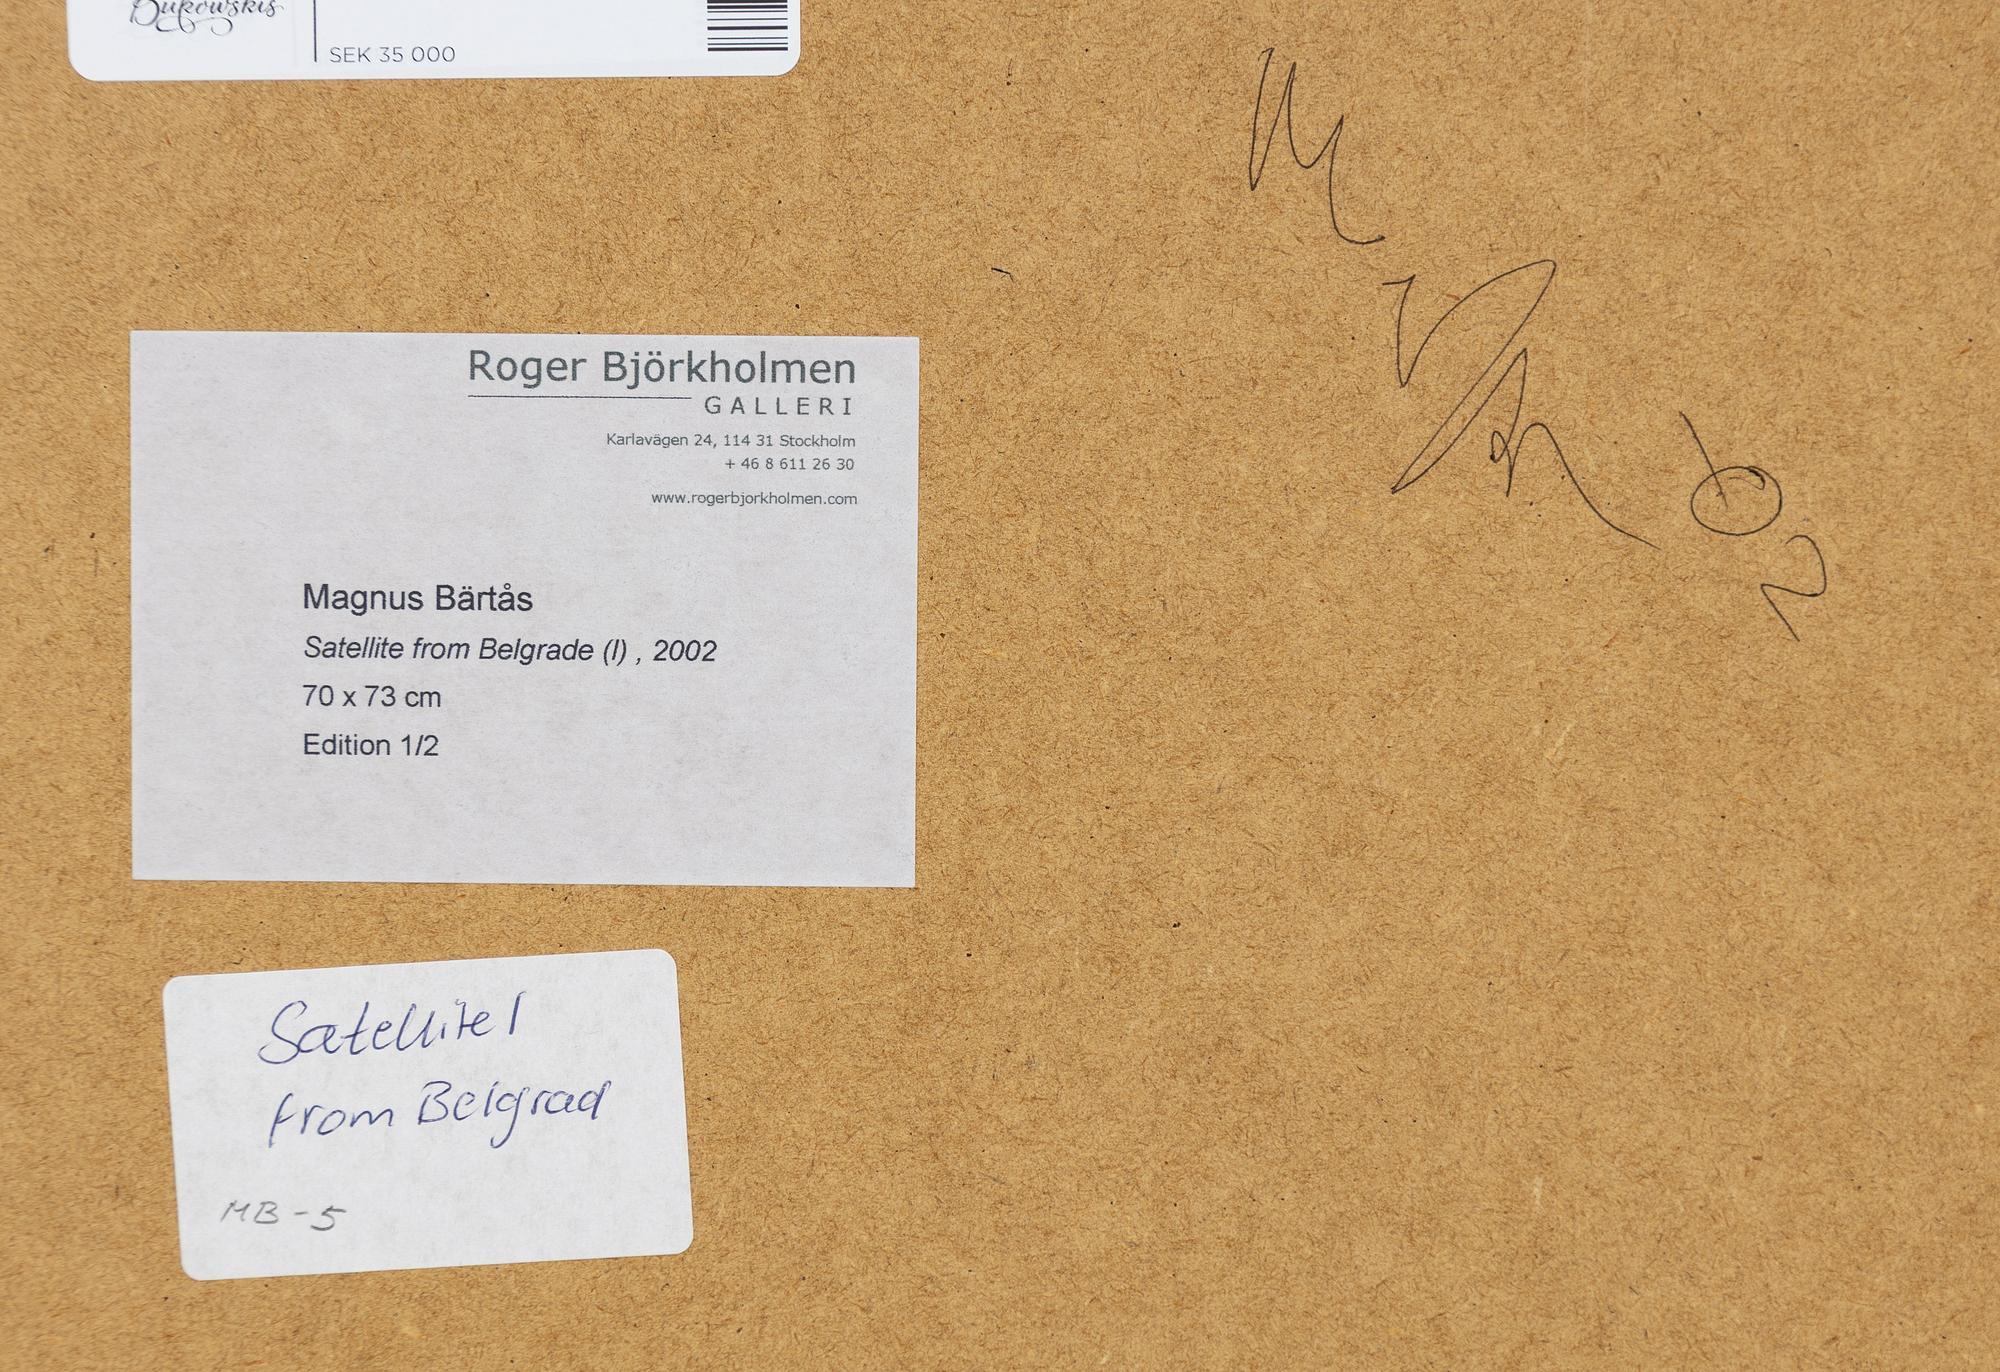 Bukowskis
SEK 35 000
Roger Björkholmen
GALLERI
Karlavägen 24, 114 31 Stockholm
+ 46 8 611 26 30
www.rogerbjorkholmen.com
Magnus Bärtås
Satellite from Belgrade (I) , 2002
70 x 73 cm
Edition 1/2
Satellite I
from Belgrad
MB - 5